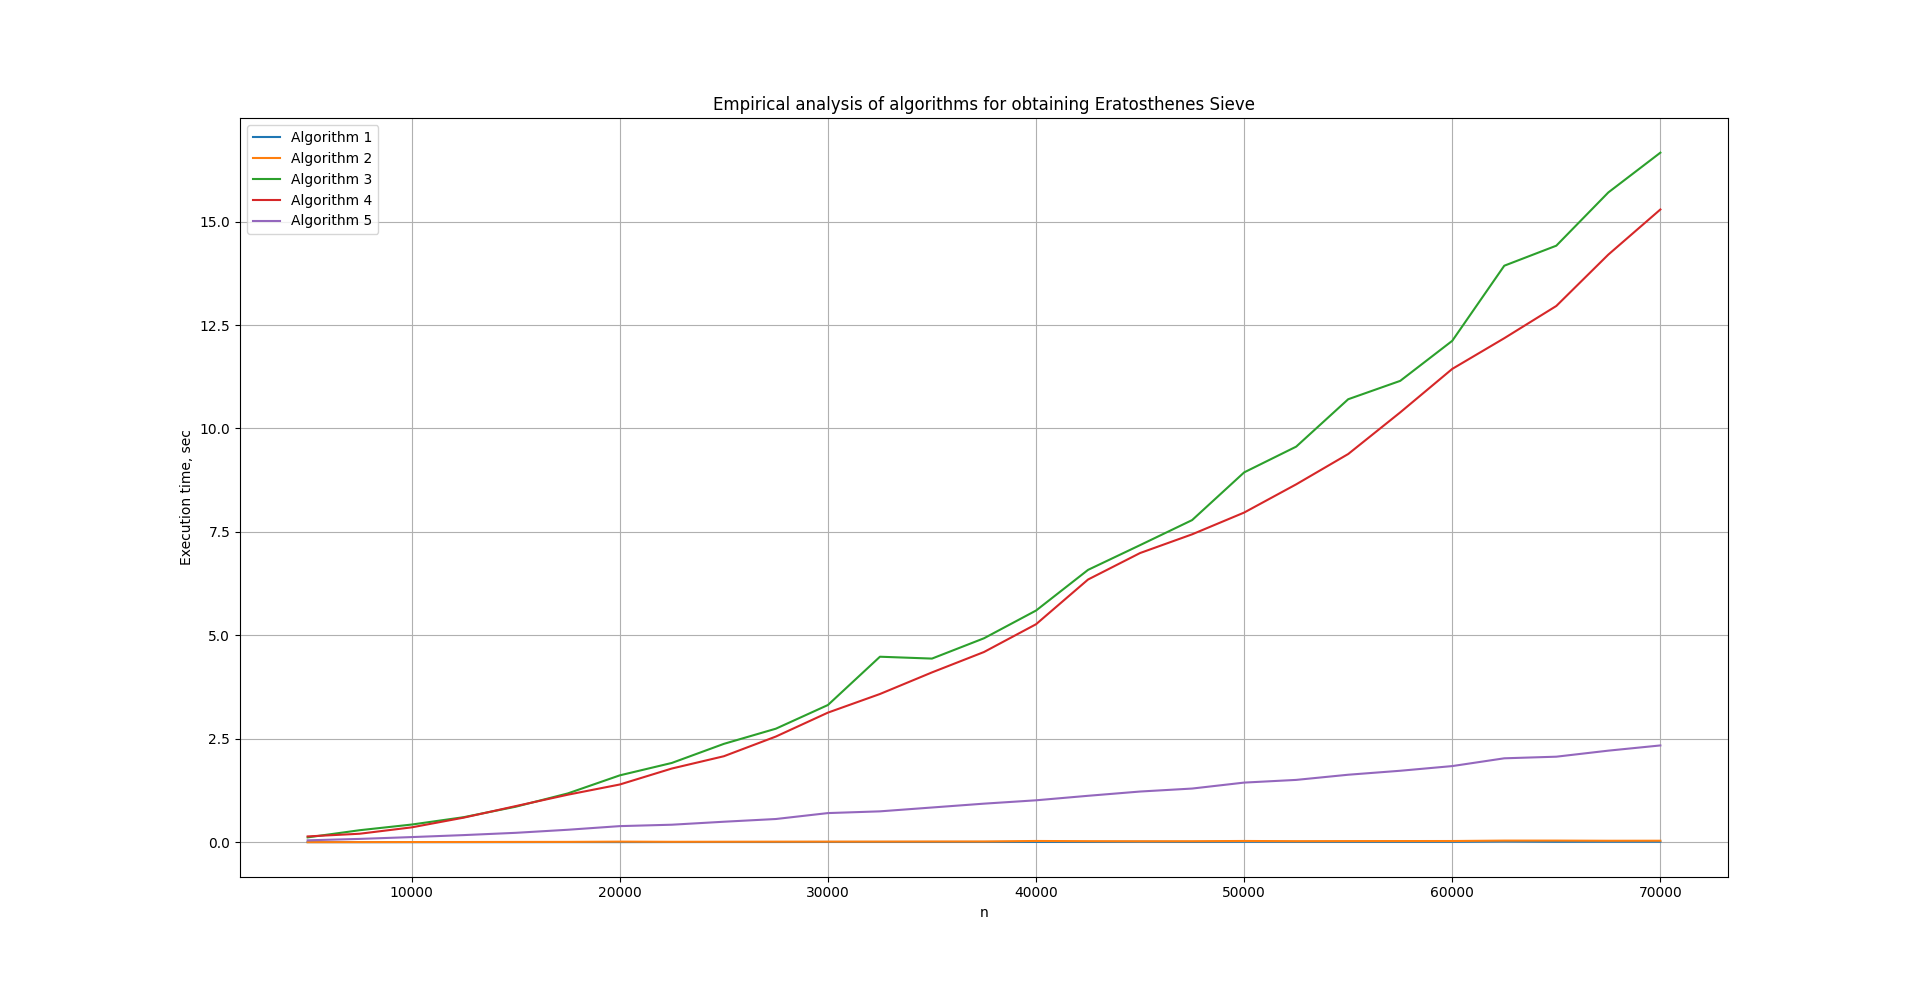 Empirical analysis of algorithms for obtaining Eratosthenes Sieve
Algorithm 1
Algorithm 2
Algorithm 3
Algorithm 4
Algorithm 5
15.0
12.5
10.0
7.5
5.0
2.5
0.0
Execution time, sec
10000 20000 30000 40000 50000 60000 70000
n